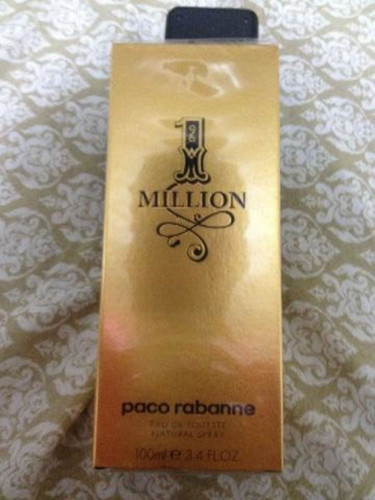 1
MILLION
paco rabanne
EAU DE TOILETTE
NATURAL SPRAY
100ml ℮ 3.4 FL.OZ.